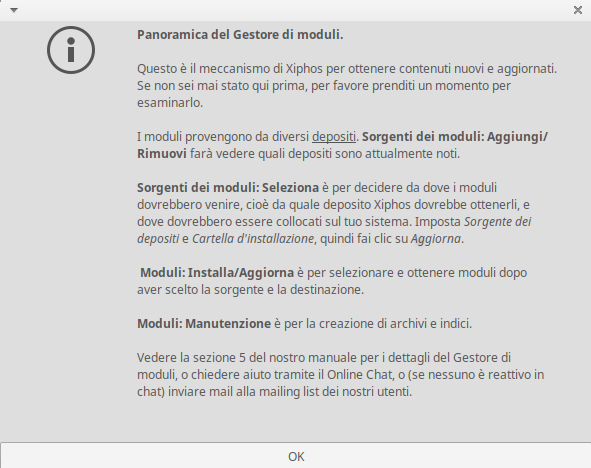 Panoramica del Gestore di moduli.
Questo è il meccanismo di Xiphos per ottenere contenuti nuovi e aggiornati.
Se non sei mai stato qui prima, per favore prenditi un momento per
esaminarlo.
I moduli provengono da diversi depositi. Sorgenti dei moduli: Aggiungi/
Rimuovi farà vedere quali depositi sono attualmente noti.
Sorgenti dei moduli: Seleziona è per decidere da dove i moduli
dovrebbero venire, cioè da quale deposito Xiphos dovrebbe ottenerli, e
dove dovrebbero essere collocati sul tuo sistema. Imposta Sorgente dei
depositi e Cartella d'installazione, quindi fai clic su Aggiorna.
Moduli: Installa/Aggiorna è per selezionare e ottenere moduli dopo
aver scelto la sorgente e la destinazione.
Moduli: Manutenzione è per la creazione di archivi e indici.
Vedere la sezione 5 del nostro manuale per i dettagli del Gestore di
moduli, o chiedere aiuto tramite il Online Chat, o (se nessuno è reattivo in
chat) inviare mail alla mailing list dei nostri utenti.
OK